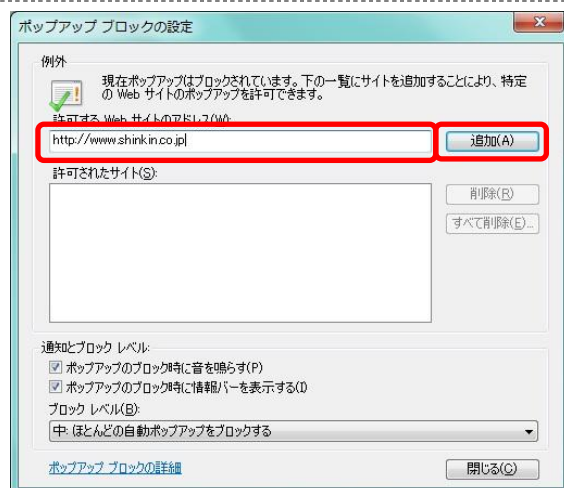 ポップアップ ブロックの設定
例外
現在ポップアップはブロックされています。下の一覧にサイトを追加することにより、特定
の Web サイトのポップアップを許可できます。
許可する Web サイトのアドレス(W):
http://www.shinkin.co.jp
追加(A)
許可されたサイト(S):
削除(R)
すべて削除(E)...
通知とブロック レベル:
ポップアップのブロック時に音を鳴らす(P)
ポップアップのブロック時に情報バーを表示する(I)
ブロック レベル(B):
中: ほとんどの自動ポップアップをブロックする
ポップアップ ブロックの詳細
閉じる(C)